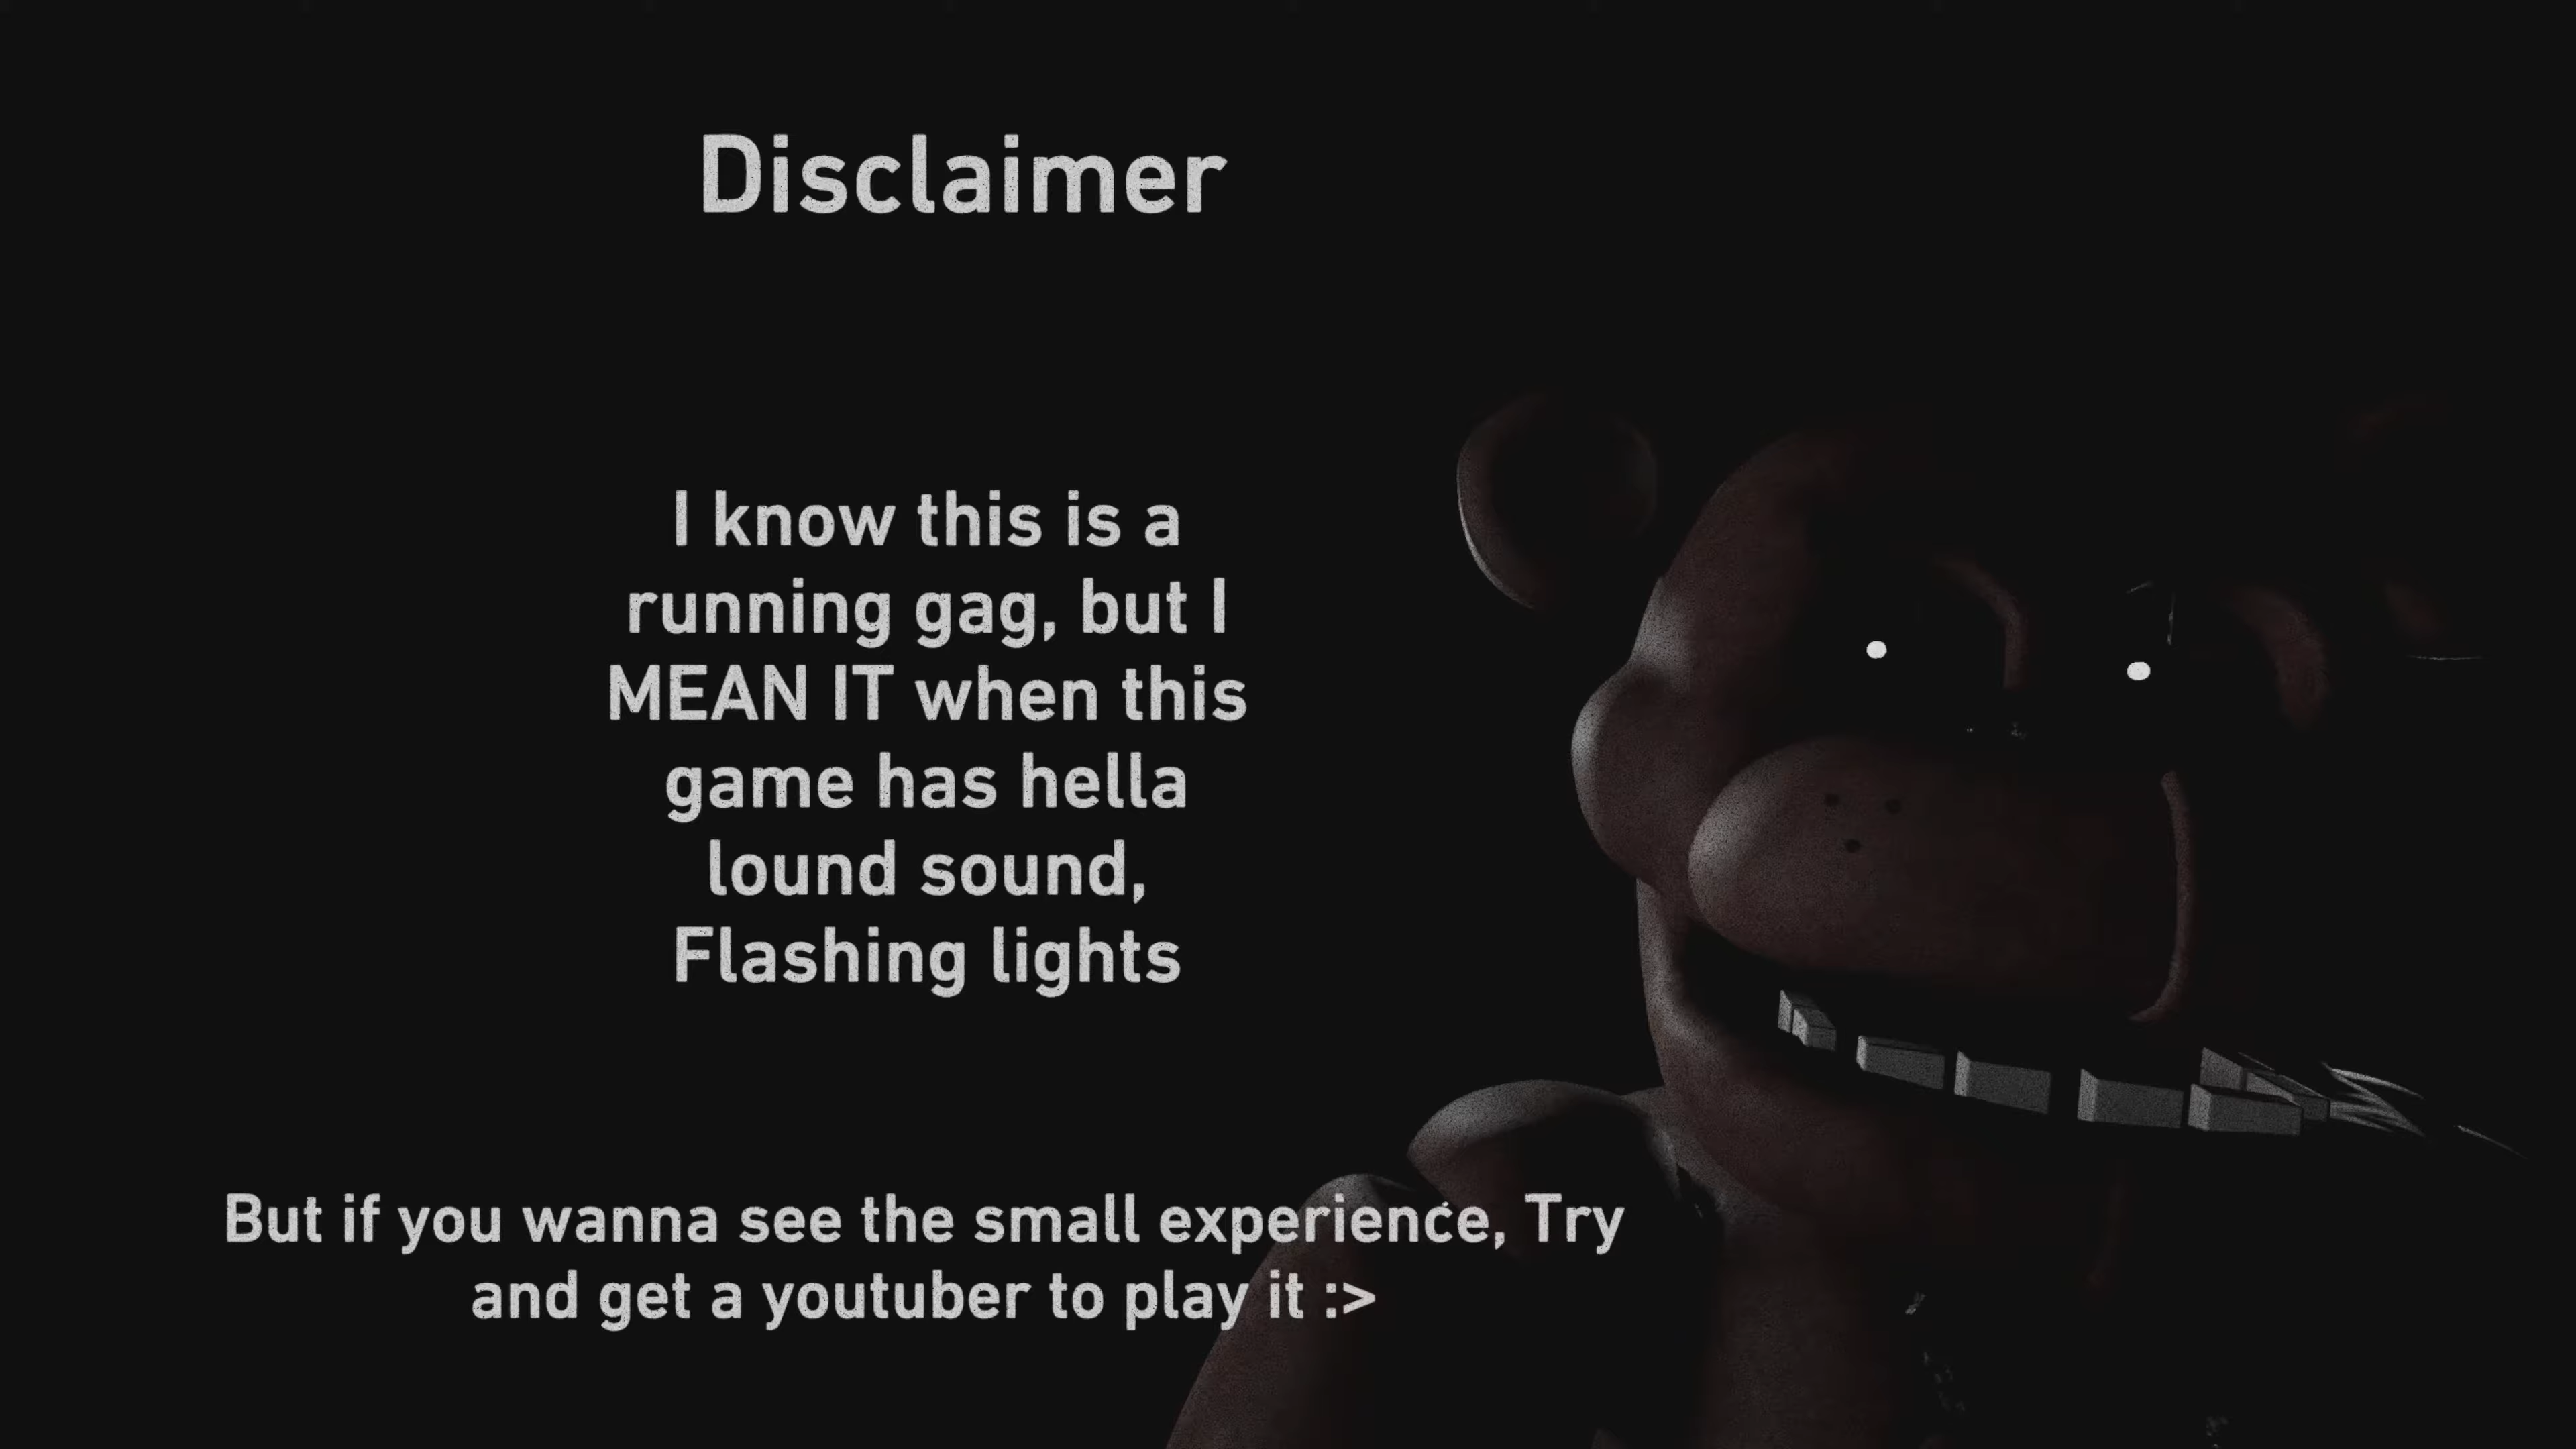 Disclaimer
I know this is a
running gag, but I
MEAN IT when this
game has hella
lound sound,
Flashing lights
But if you wanna see the small experience, Try
and get a youtuber to play it :>